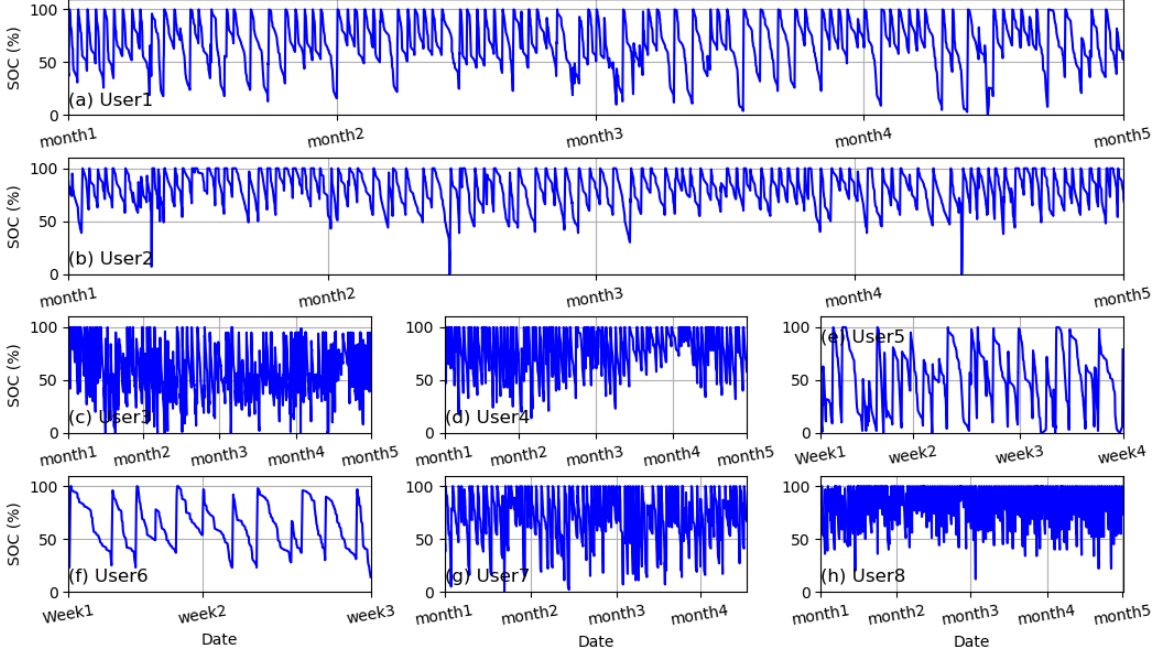 SOC (%)
100
50
0
(a) User1
month1 month2 month3 month4 month5
SOC (%)
100
50
0
(b) User2
month1 month2 month3 month4 month5
SOC (%)
100
50
0
(c) User3
month1 month2 month3 month4 month5
100
50
0
(d) User4
month1 month2 month3 month4 month5
100
50
0
(e) User5
Week1 week2 week3 week4
SOC (%)
100
50
0
(f) User6
Week1 week2 week3
Date
100
50
0
(g) User7
month1 month2 month3 month4
Date
100
50
0
(h) User8
month1 month2 month3 month4 month5
Date